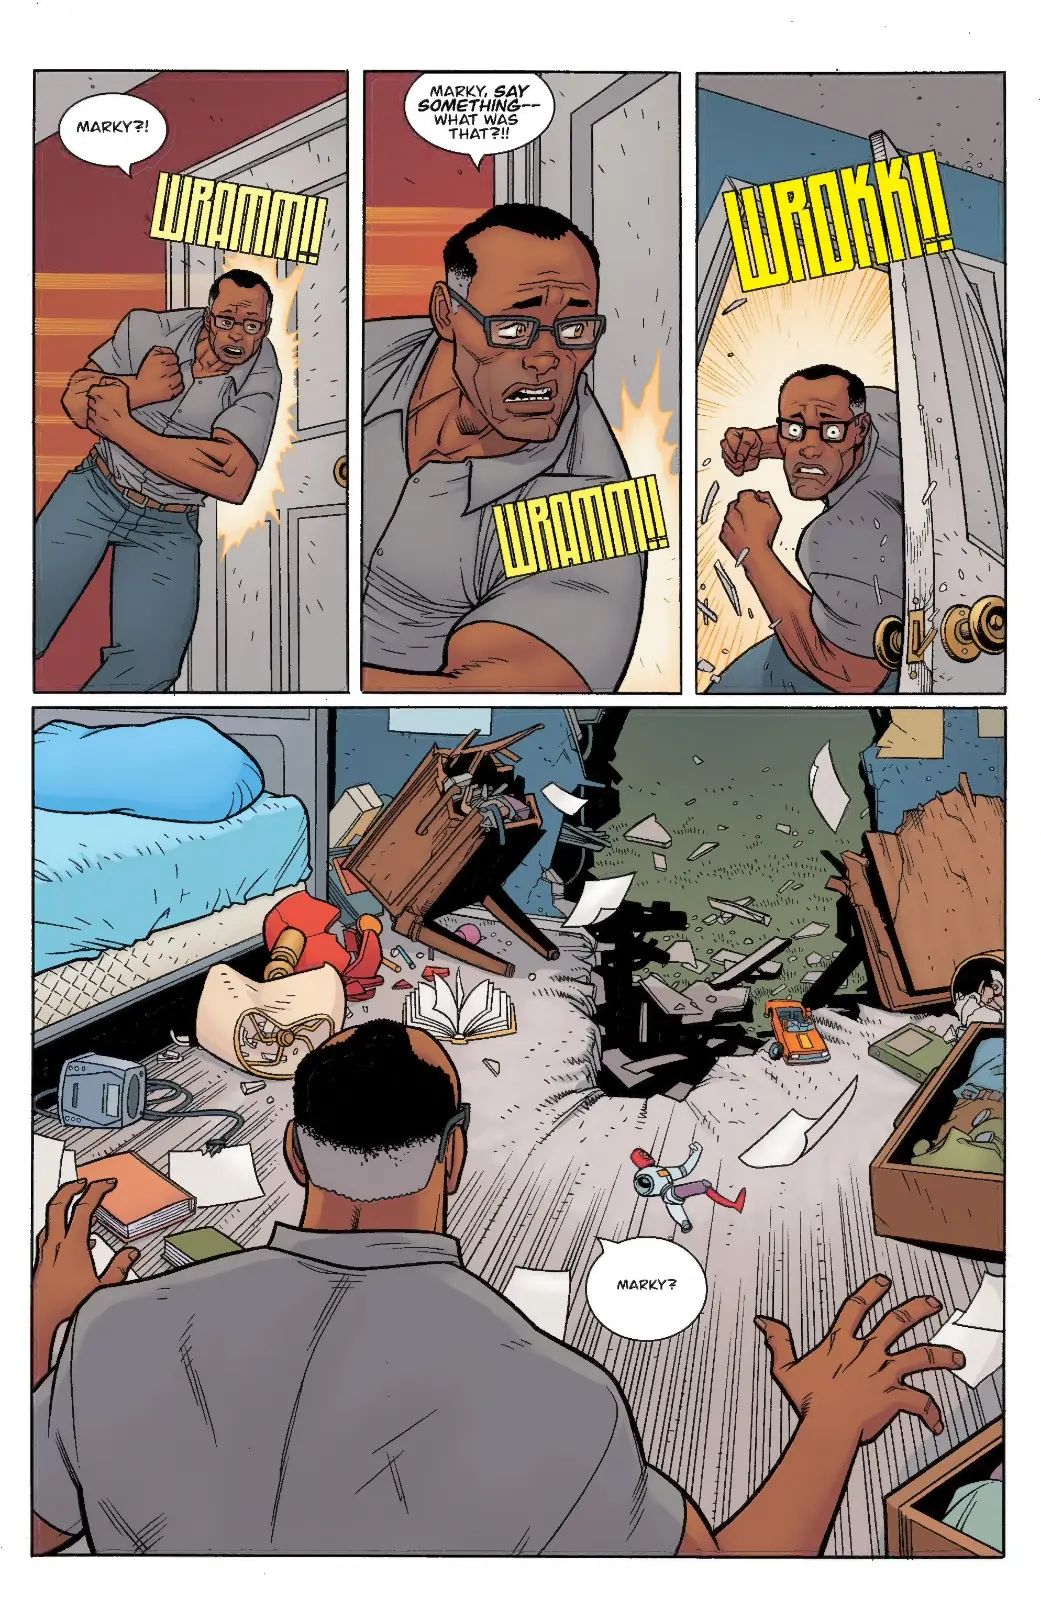 MARKY?!
WRAMM!!
MARKY, SAY
SOMETHING--
WHAT WAS
THAT?!!
WRAMM!!
WROKK!!
MARKY?